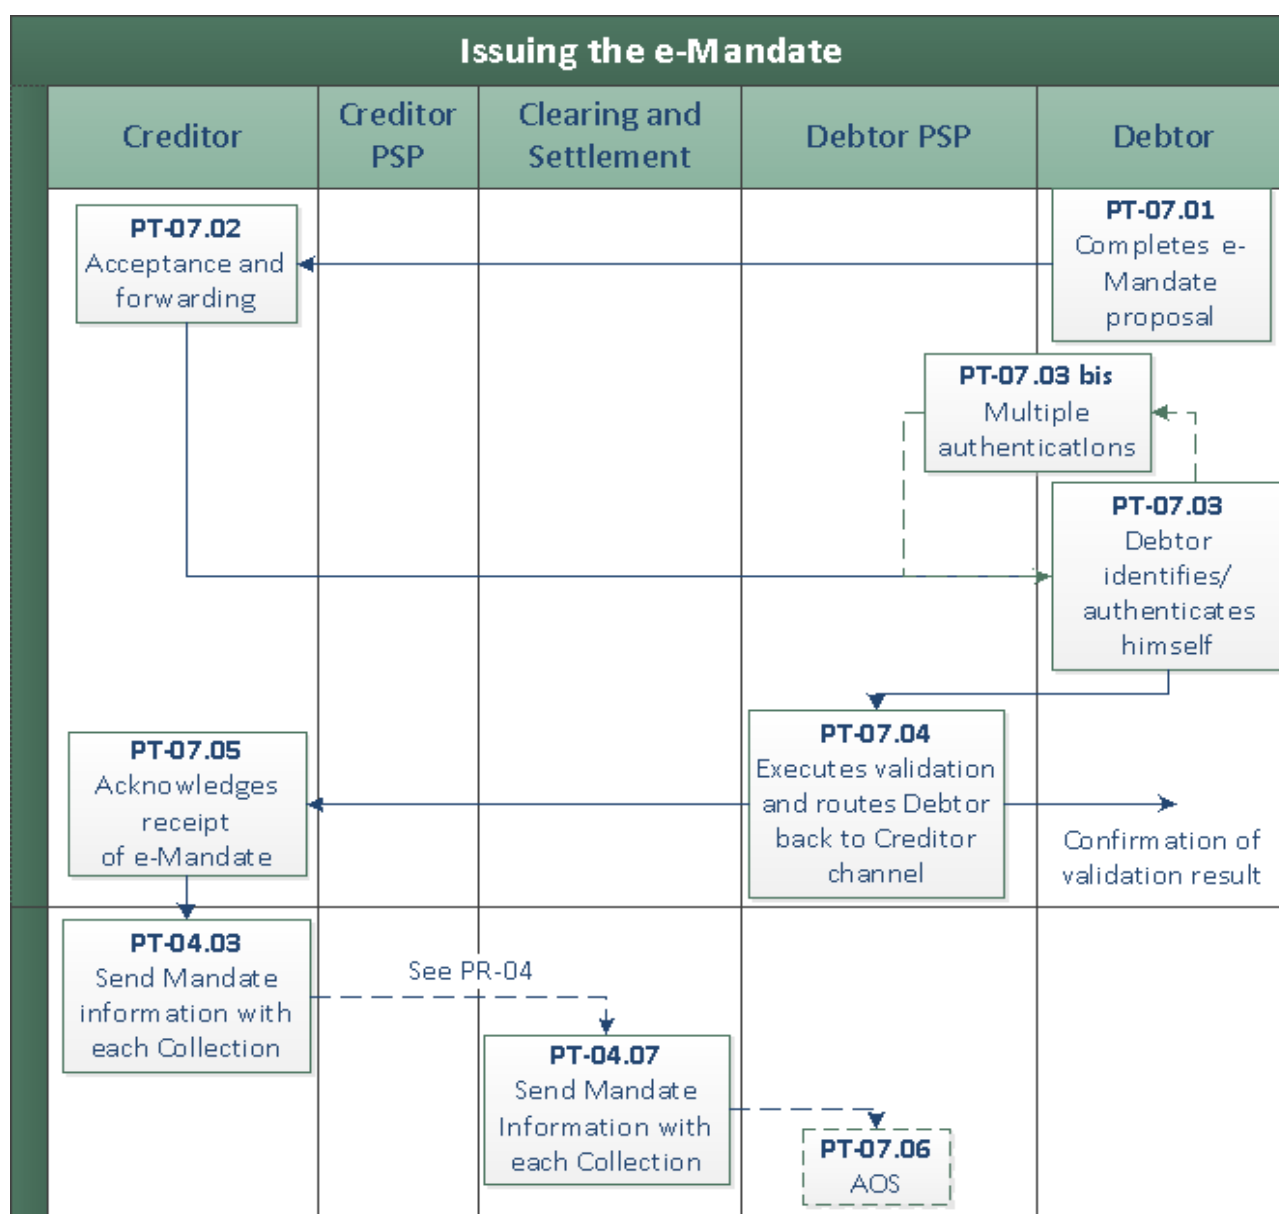 Issuing the e-Mandate
Creditor
Creditor
PSP
Clearing and
Settlement
Debtor PSP
Debtor
PT-07.01
Completes e-
Mandate
proposal
PT-07.02
Acceptance and
forwarding
PT-07.03 bis
Multiple
authentications
PT-07.03
Debtor
identifies/
authenticates
himself
PT-07.04
Executes validation
and routes Debtor
back to Creditor
channel
Confirmation of
validation result
PT-07.05
Acknowledges
receipt
of e-Mandate
PT-04.03
Send Mandate
information with
each Collection
See PR-04
PT-04.07
Send Mandate
Information with
each Collection
PT-07.06
AOS